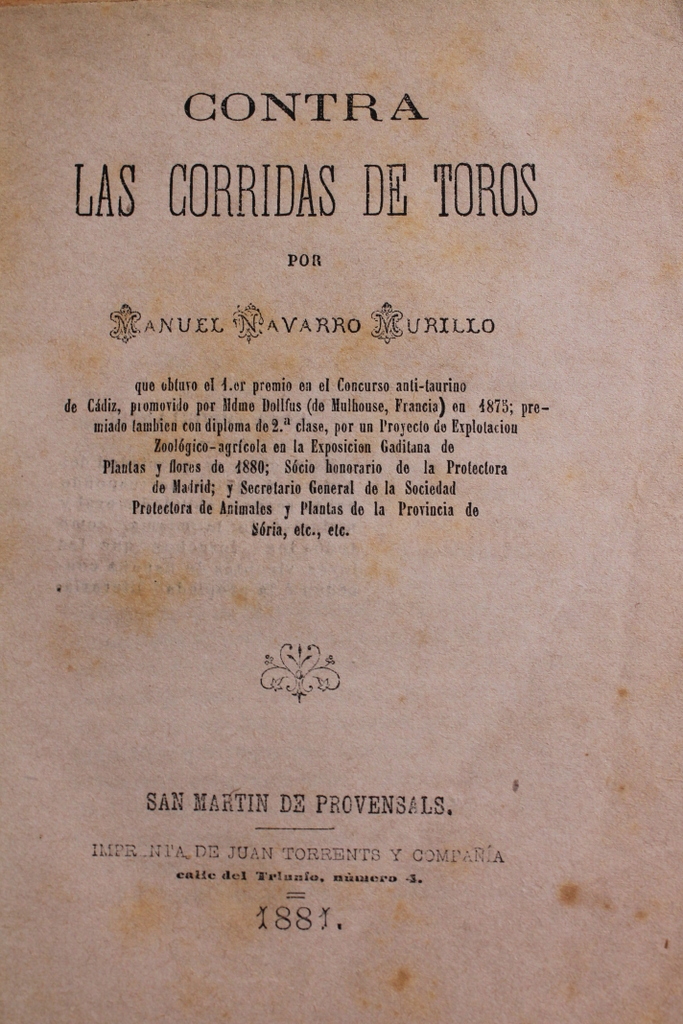 CONTRA
LAS CORRIDAS DE TOROS
POR
MANUEL NAVARRO MURILLO
que obtuvo el 1.er premio en el Concurso anti-taurino
de Cádiz, promovido por Mdme Dollfus (de Mulhouse, Francia) en 1875; pre-
miado tambien con diploma de 2.ª clase, por un Proyecto de Explotacion
Zoológico-agrícola en la Exposicion Gaditana de
Plantas y flores de 1880; Sócio honorario de la Protectora
de Madrid; y Secretario General de la Sociedad
Protectora de Animales y Plantas de la Provincia de
Sória, etc., etc.
SAN MARTIN DE PROVENSALS.
IMPRENTA DE JUAN TORRENTS Y COMPAÑÍA
calle del Triunfo, número 4.
1881.